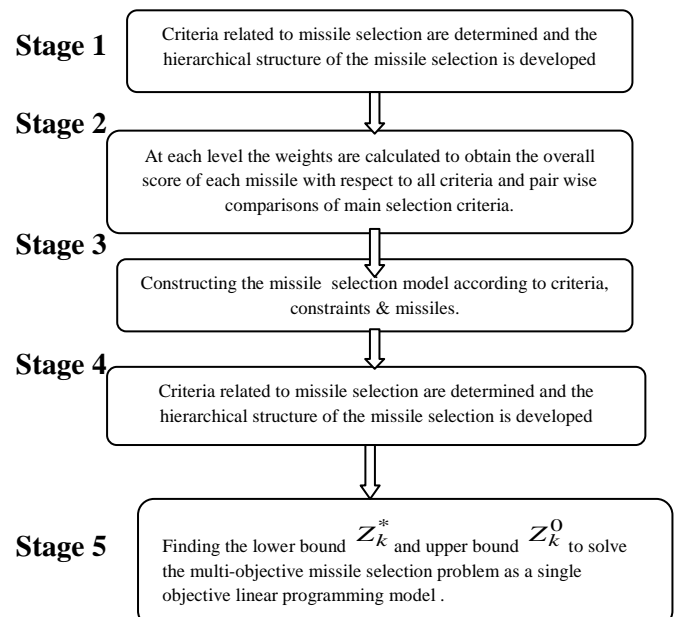 Stage 1
Criteria related to missile selection are determined and the
hierarchical structure of the missile selection is developed
Stage 2
At each level the weights are calculated to obtain the overall
score of each missile with respect to all criteria and pair wise
comparisons of main selection criteria.
Stage 3
Constructing the missile selection model according to criteria,
constraints & missiles.
Stage 4
Criteria related to missile selection are determined and the
hierarchical structure of the missile selection is developed
Stage 5
Finding the lower bound Z_k^* and upper bound Z_k^0 to solve
the multi-objective missile selection problem as a single
objective linear programming model .